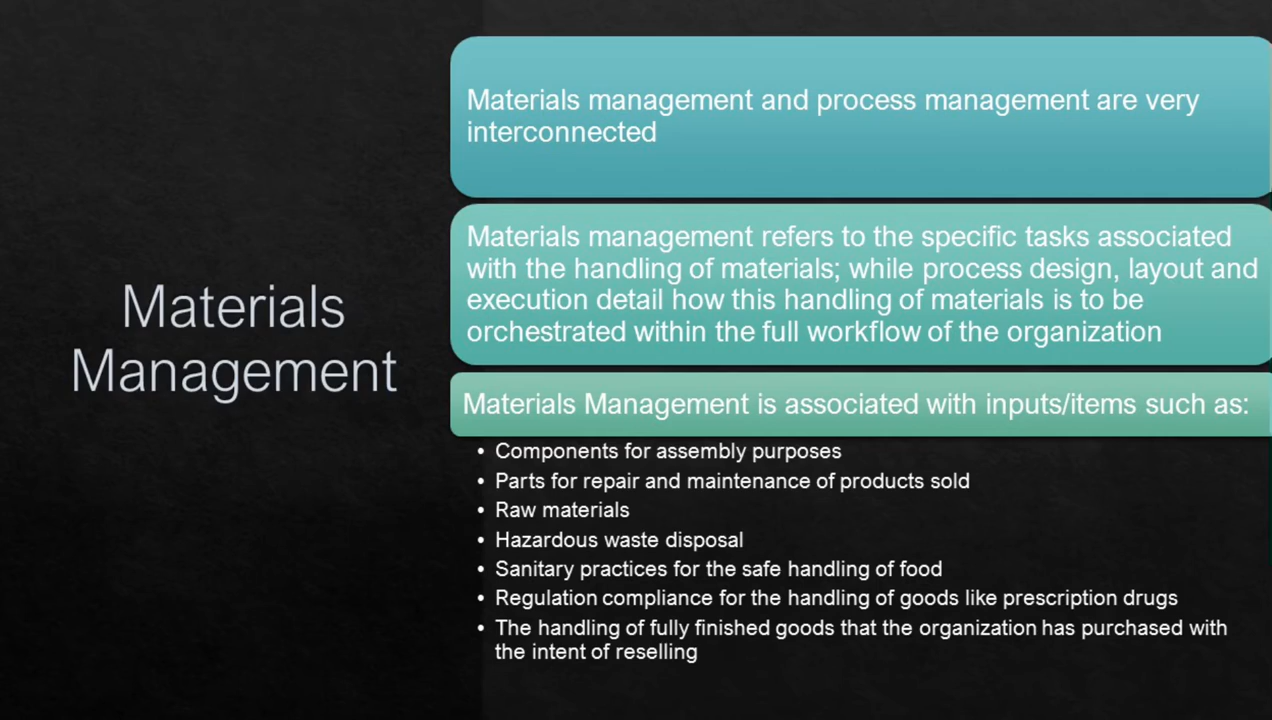 Materials
Management
Materials management and process management are very
interconnected
Materials management refers to the specific tasks associated
with the handling of materials; while process design, layout and
execution detail how this handling of materials is to be
orchestrated within the full workflow of the organization
Materials Management is associated with inputs/items such as:
• Components for assembly purposes
• Parts for repair and maintenance of products sold
• Raw materials
• Hazardous waste disposal
• Sanitary practices for the safe handling of food
• Regulation compliance for the handling of goods like prescription drugs
• The handling of fully finished goods that the organization has purchased with
the intent of reselling